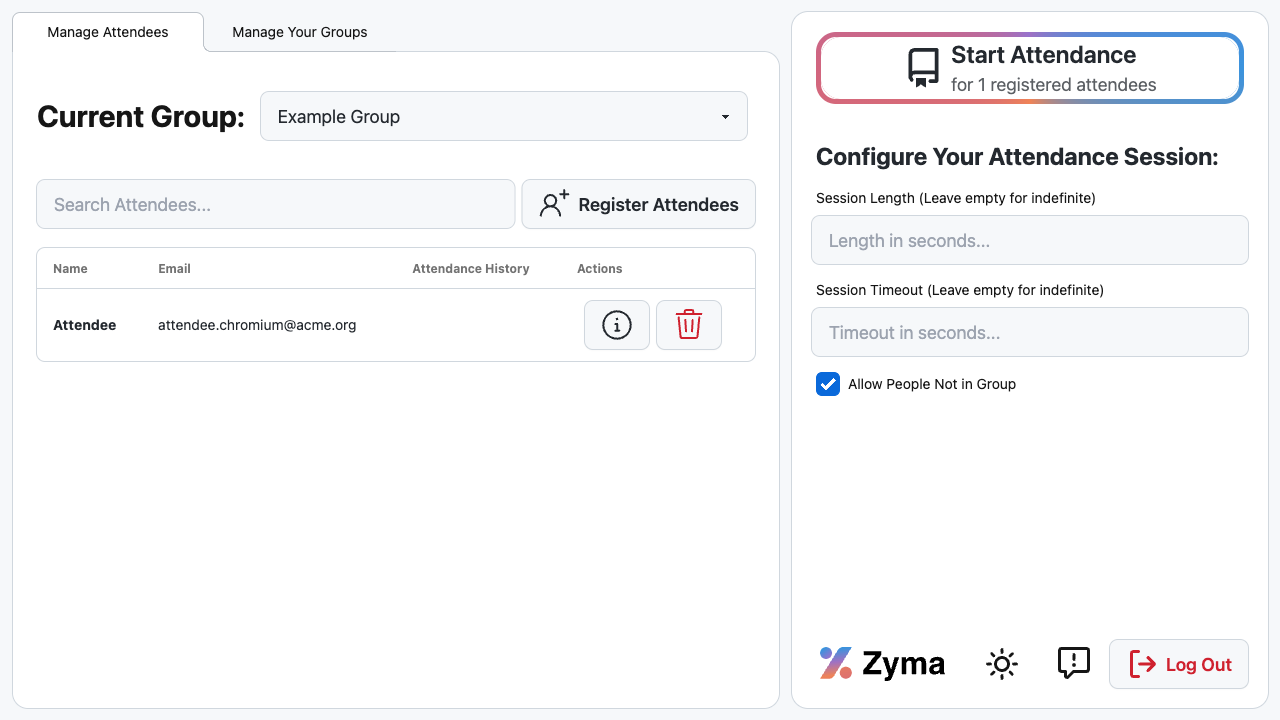 Manage Attendees
Manage Your Groups
Current Group:
Example Group
Search Attendees...
Register Attendees
Name Email Attendance History Actions
Attendee attendee.chromium@acme.org
Start Attendance
for 1 registered attendees
Configure Your Attendance Session:
Session Length (Leave empty for indefinite)
Length in seconds...
Session Timeout (Leave empty for indefinite)
Timeout in seconds...
Allow People Not in Group
Zyma
Log Out